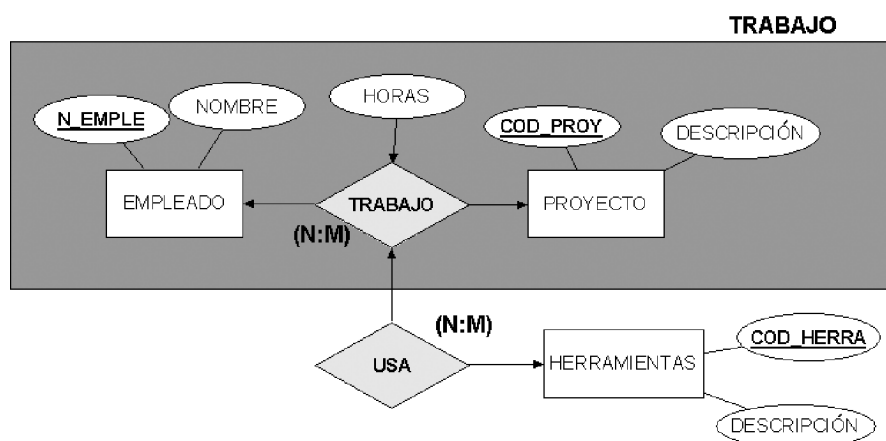 TRABAJO
HORAS
N_EMPLE
NOMBRE
COD_PROY
DESCRIPCIÓN
EMPLEADO
TRABAJO
PROYECTO
(N:M)
(N:M)
COD_HERRA
USA
HERRAMIENTAS
DESCRIPCIÓN